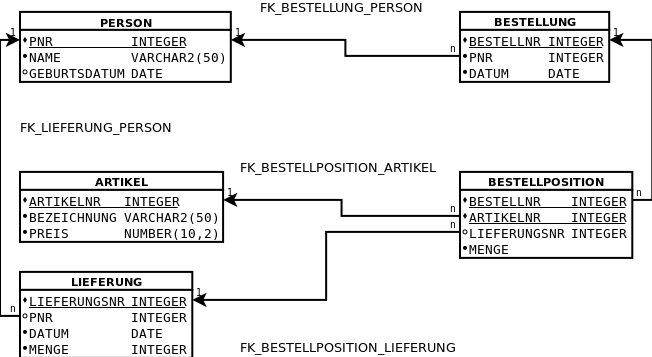 FK_BESTELLUNG_PERSON
PERSON
PNR INTEGER
NAME VARCHAR2(50)
GEBURTSDATUM DATE
1
1
n
BESTELLUNG
BESTELLNR INTEGER
PNR INTEGER
DATUM DATE
1
FK_LIEFERUNG_PERSON
FK_BESTELLPOSITION_ARTIKEL
ARTIKEL
ARTIKELNR INTEGER
BEZEICHNUNG VARCHAR2(50)
PREIS NUMBER(10,2)
1
n
n
BESTELLPOSITION
BESTELLNR INTEGER
ARTIKELNR INTEGER
LIEFERUNGSNR INTEGER
MENGE
n
LIEFERUNG
LIEFERUNGSNR INTEGER
PNR INTEGER
DATUM DATE
MENGE INTEGER
1
n
FK_BESTELLPOSITION_LIEFERUNG